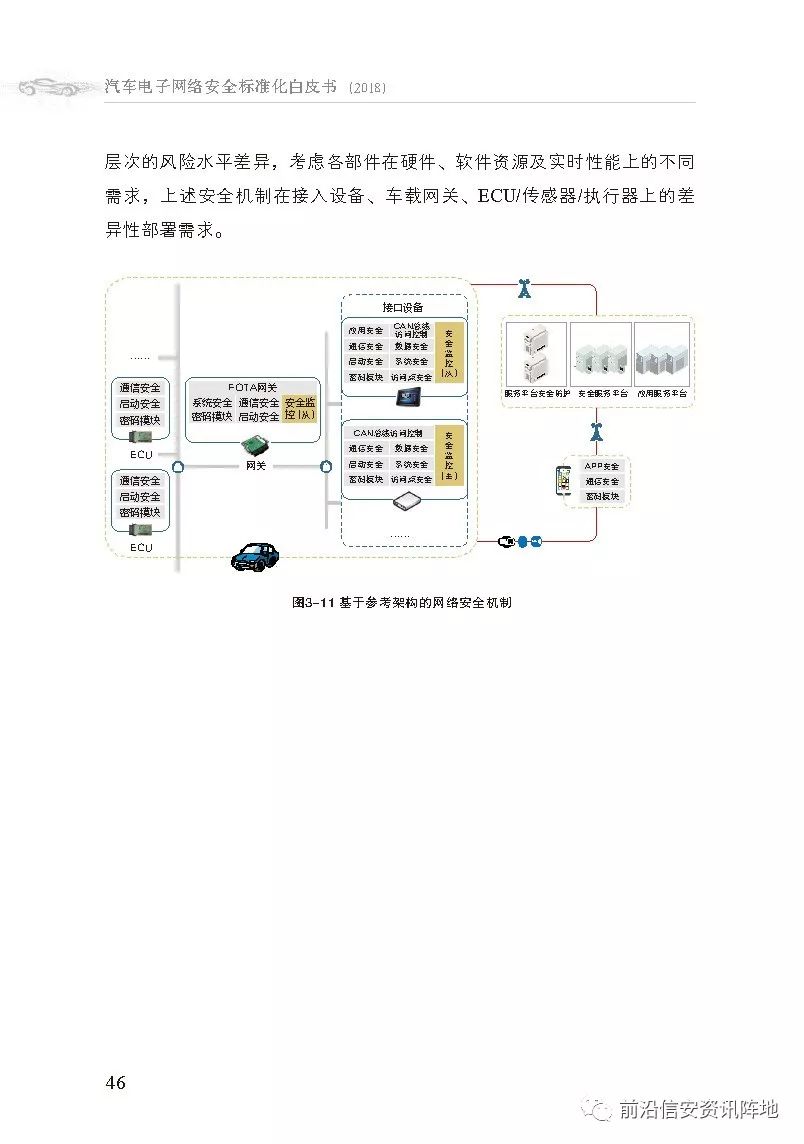 汽车电子网络安全标准化白皮书 (2018)
层次的风险水平差异，考虑各部件在硬件、软件资源及实时性能上的不同
需求，上述安全机制在接入设备、车载网关、ECU/传感器/执行器上的差
异性部署需求。
……
通信安全
启动安全
密码模块
ECU
通信安全
启动安全
密码模块
ECU
FOTA网关
系统安全 通信安全
密码模块 启动安全
安全监控(从)
网关
接口设备
应用安全 CAN总线访问控制
通信安全 数据安全
启动安全 系统安全
密码模块 访问点安全
安全监控(从)
CAN总线访问控制
通信安全 数据安全
启动安全 系统安全
密码模块 访问点安全
安全监控(主)
……
服务平台安全防护 安全服务平台 应用服务平台
APP安全
通信安全
密码模块
图3-11 基于参考架构的网络安全机制
46
前沿信安资讯阵地